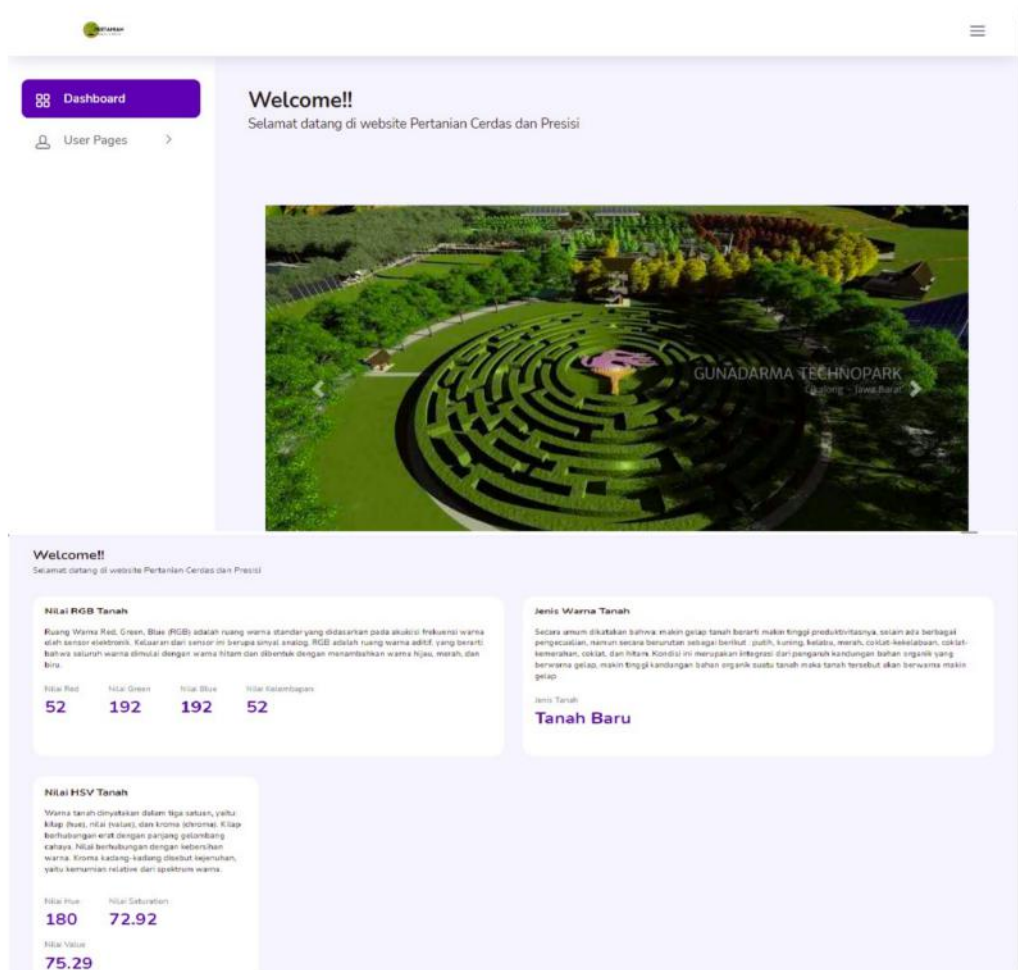 PERTANIAN
Dashboard
User Pages
Welcome!!
Selamat datang di website Pertanian Cerdas dan Presisi
GUNADARMA TECHNOPARK
Cikalong - Jawa Barat
Welcome!!
Selamat datang di website Pertanian Cerdas dan Presisi
Nilai RGB Tanah
Ruang Warna Red, Green, Blue (RGB) adalah ruang warna standar yang didasarkan pada akuisisi frekuensi warna
oleh sensor elektronik. Keluaran dari sensor ini berupa sinyal analog, RGB adalah ruang warna aditif, yang berarti
bahwa seluruh warna dimulai dengan warna hitam dan dibentuk dengan menambahkan warna hijau, merah, dan
biru.
Nilai Red Nilai Green Nilai Blue Nilai Kelembapan
52 192 192 52
Jenis Warna Tanah
Secara umum dikatakan bahwa: makin gelap tanah berarti makin tinggi produktivitasnya, selain ada berbagai
pengecualian, namun secara berurutan sebagai berikut : putih, kuning, kelabu, merah, coklat-kekelabuan, coklat-
kemerahan, coklat, dan hitam. Kondisi ini merupakan integrasi dari pengaruh kandungan bahan organik yang
berwarna gelap, makin tinggi kandungan bahan organik suatu tanah maka tanah tersebut akan berwarna makin
gelap
Jenis Tanah
Tanah Baru
Nilai HSV Tanah
Warna tanah dinyatakan dalam tiga satuan, yaitu
kilap (hue), nilai (value), dan kroma (chroma). Kilap
berhubungan erat dengan panjang gelombang
cahaya. Nilai berhubungan dengan kebersihan
warna. Kroma kadang-kadang disebut kejenuhan,
yaitu kemurnian relative dari spektrum warna.
Nilai Hue Nilai Saturation
180 72.92
Nilai Value
75.29